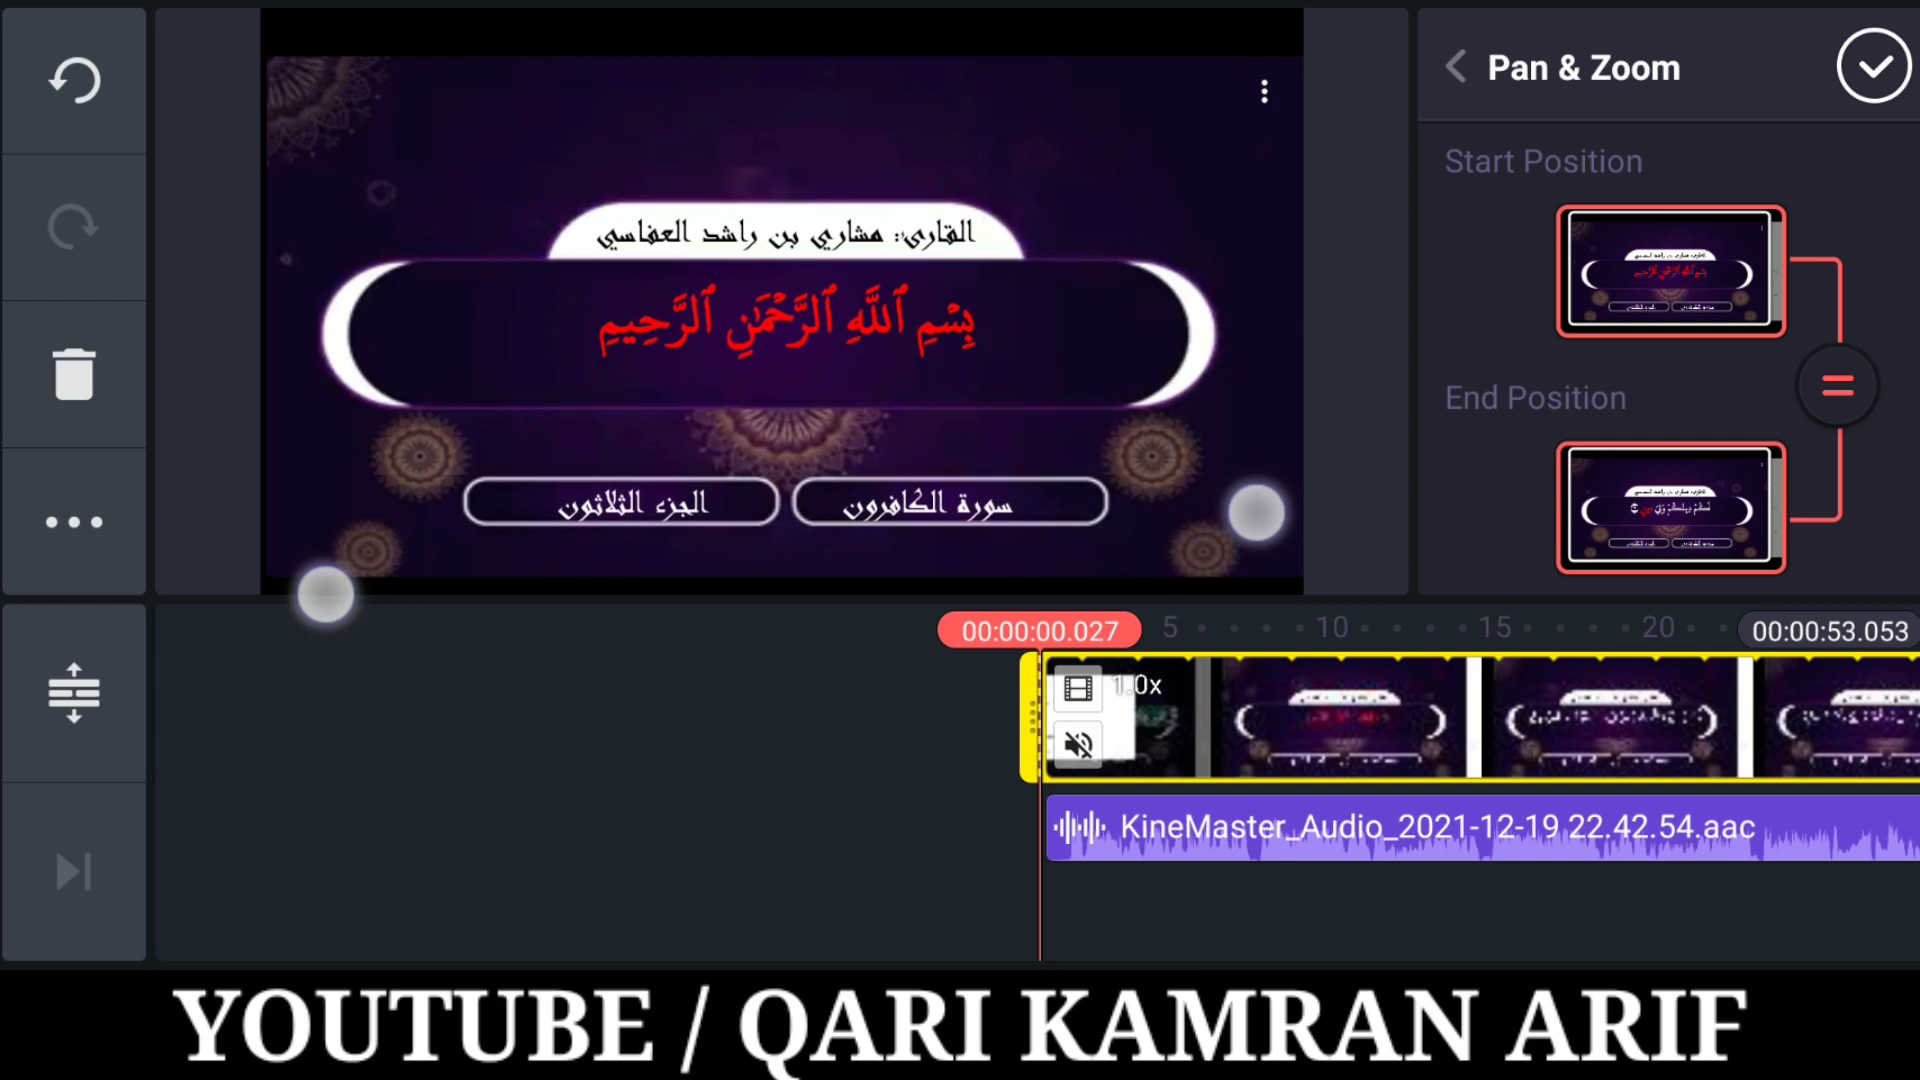 Pan & Zoom
Start Position
القارئ: مشاري بن راشد العفاسي
بِسْمِ ٱللَّهِ ٱلرَّحْمَٰنِ ٱلرَّحِيمِ
End Position
سورة الكافرون
الجزء الثلاثون
00:00:00.027
5
10
15
20
00:00:53.053
1.0x
KineMaster_Audio_2021-12-19 22.42.54.aac
YOUTUBE / QARI KAMRAN ARIF